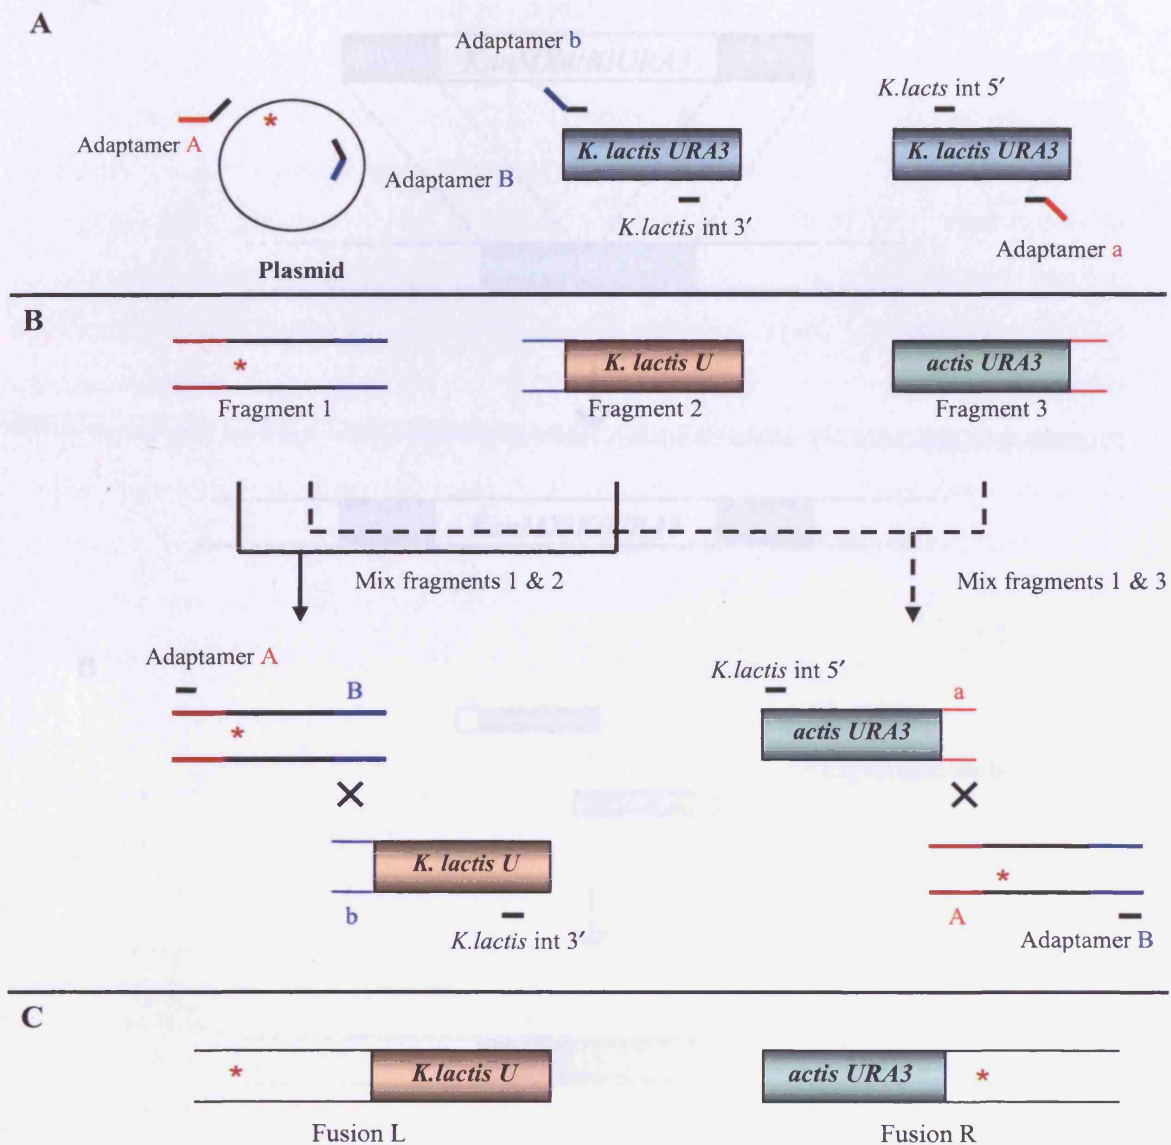 A
Adaptamer b
K.lacts int 5′
Adaptamer A
*
K. lactis URA3
K. lactis URA3
Adaptamer B
K.lactis int 3′
Adaptamer a
Plasmid
B
*
K. lactis U
actis URA3
Fragment 1
Fragment 2
Fragment 3
Mix fragments 1 & 2
Mix fragments 1 & 3
Adaptamer A
K.lactis int 5′
B
a
*
actis URA3
K. lactis U
*
b
A
K.lactis int 3′
Adaptamer B
C
*
K.lactis U
actis URA3
*
Fusion L
Fusion R